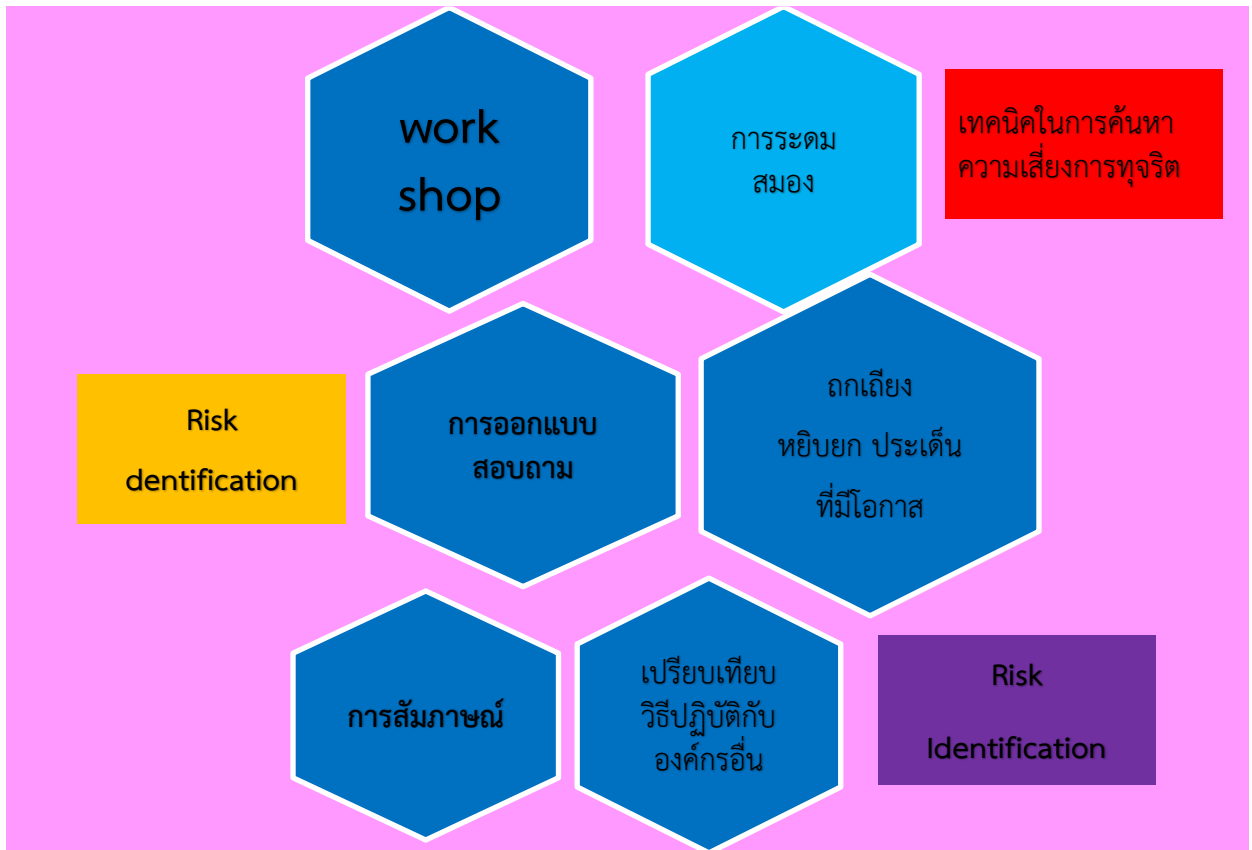 work
shop
การระดม
สมอง
เทคนิคในการค้นหา
ความเสี่ยงการทุจริต
Risk
dentification
การออกแบบ
สอบถาม
ถกเถียง
หยิบยก ประเด็น
ที่มีโอกาส
การสัมภาษณ์
เปรียบเทียบ
วิธีปฏิบัติกับ
องค์กรอื่น
Risk
Identification